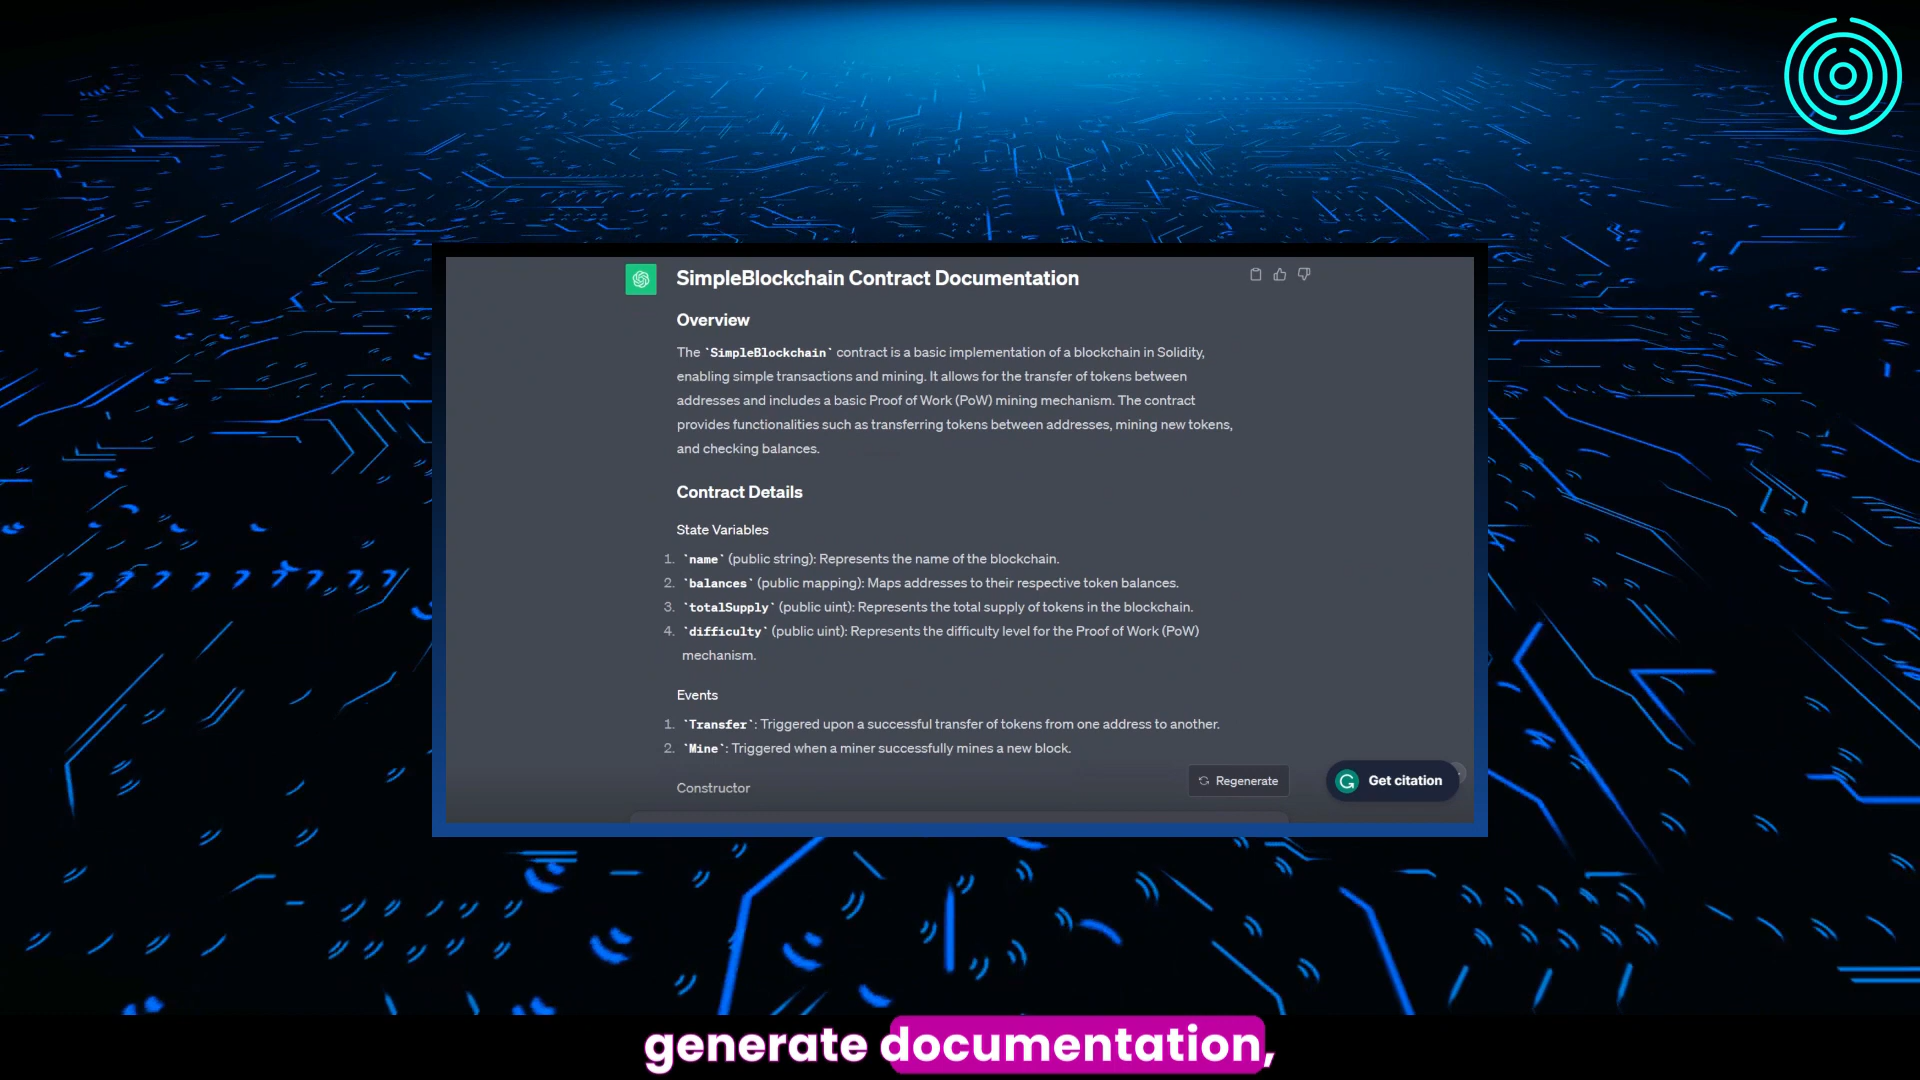 SimpleBlockchain Contract Documentation
Overview
The `SimpleBlockchain` contract is a basic implementation of a blockchain in Solidity,
enabling simple transactions and mining. It allows for the transfer of tokens between
addresses and includes a basic Proof of Work (PoW) mining mechanism. The contract
provides functionalities such as transferring tokens between addresses, mining new tokens,
and checking balances.
Contract Details
State Variables
1. `name` (public string): Represents the name of the blockchain.
2. `balances` (public mapping): Maps addresses to their respective token balances.
3. `totalSupply` (public uint): Represents the total supply of tokens in the blockchain.
4. `difficulty` (public uint): Represents the difficulty level for the Proof of Work (PoW)
mechanism.
Events
1. `Transfer`: Triggered upon a successful transfer of tokens from one address to another.
2. `Mine`: Triggered when a miner successfully mines a new block.
Constructor
Regenerate
Get citation
generate documentation,